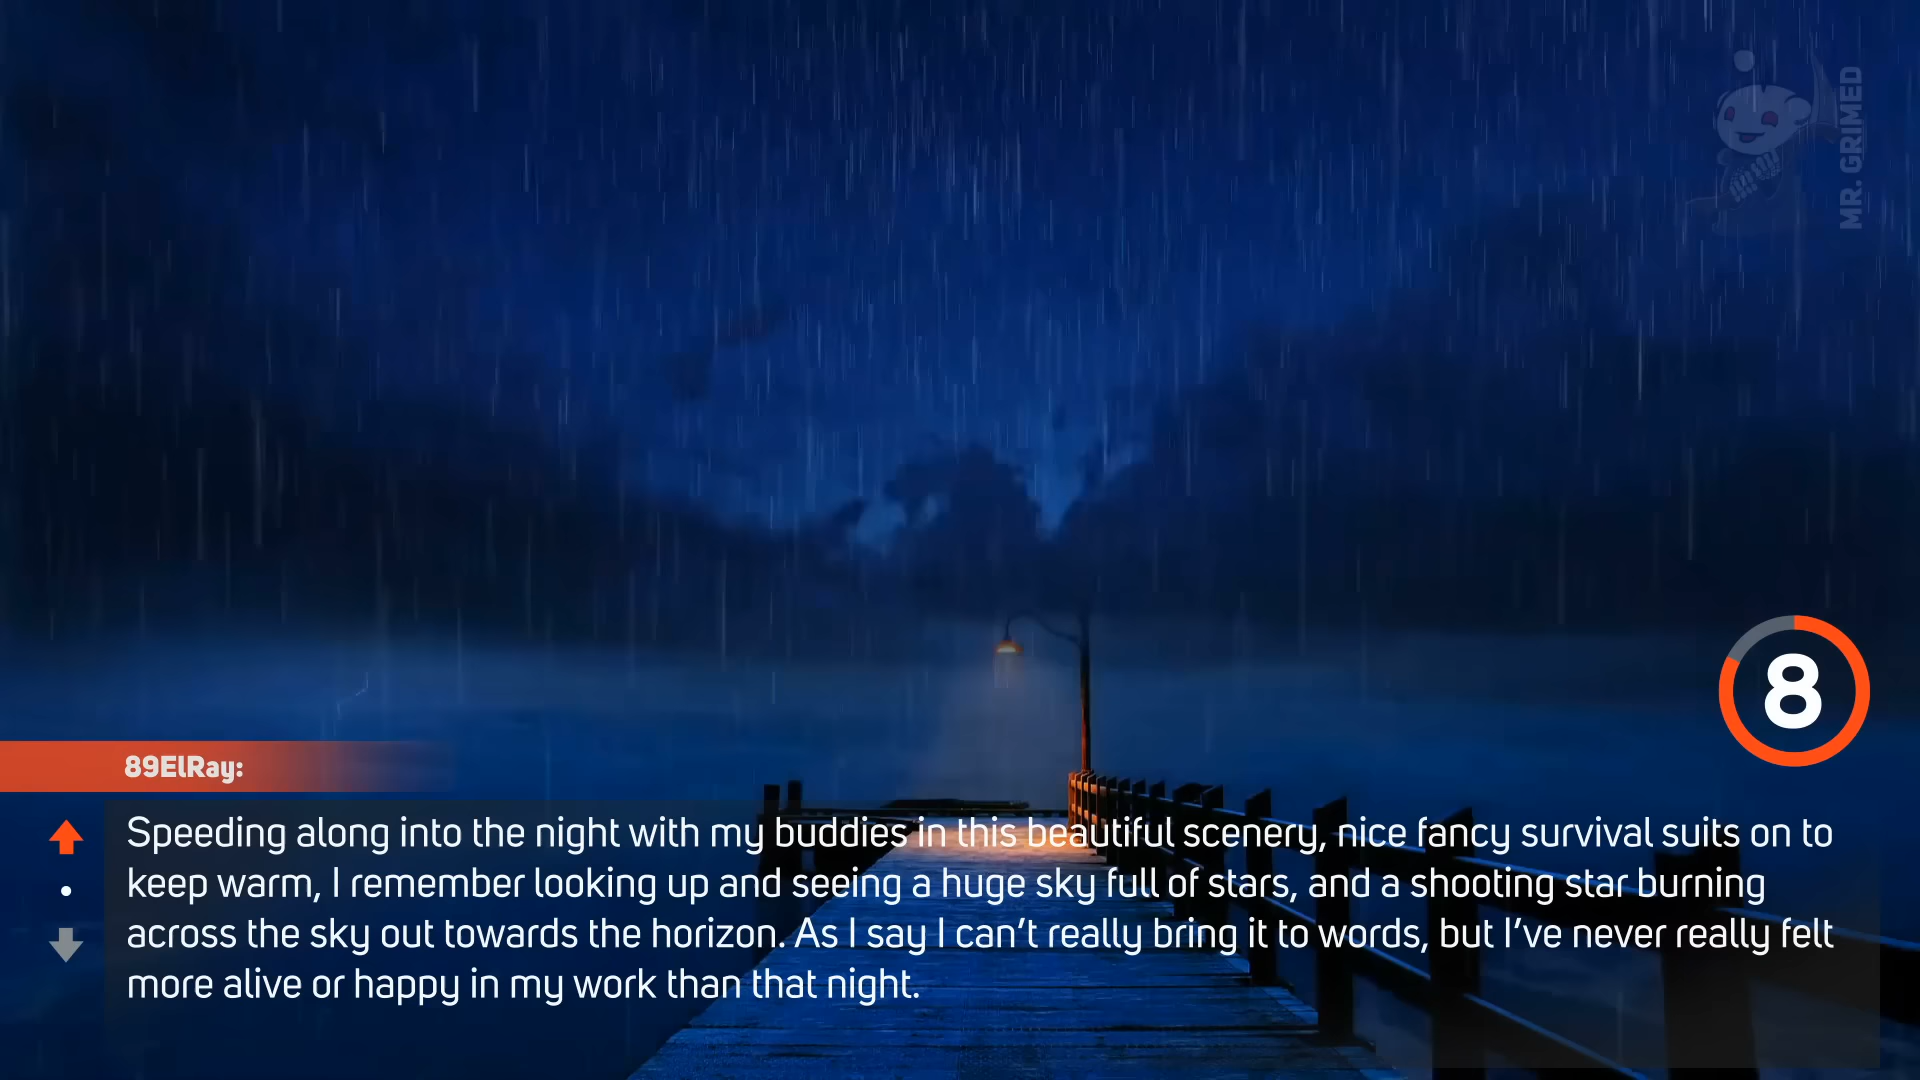 MR. GRIMED
8
89ElRay:
Speeding along into the night with my buddies in this beautiful scenery, nice fancy survival suits on to
keep warm, I remember looking up and seeing a huge sky full of stars, and a shooting star burning
across the sky out towards the horizon. As I say I can’t really bring it to words, but I’ve never really felt
more alive or happy in my work than that night.